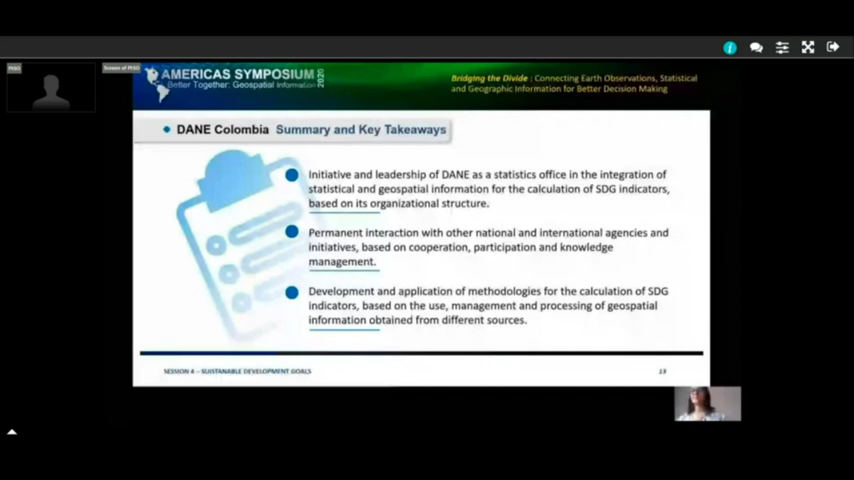 PESO
Screen of PESO
AMERICAS SYMPOSIUM 2020
Better Together: Geospatial Information
Bridging the Divide : Connecting Earth Observations, Statistical
and Geographic Information for Better Decision Making
DANE Colombia Summary and Key Takeaways
Initiative and leadership of DANE as a statistics office in the integration of
statistical and geospatial information for the calculation of SDG indicators,
based on its organizational structure.
Permanent interaction with other national and international agencies and
initiatives, based on cooperation, participation and knowledge
management.
Development and application of methodologies for the calculation of SDG
indicators, based on the use, management and processing of geospatial
information obtained from different sources.
SESSION 4 – SUISTANABLE DEVELOPMENT GOALS
13